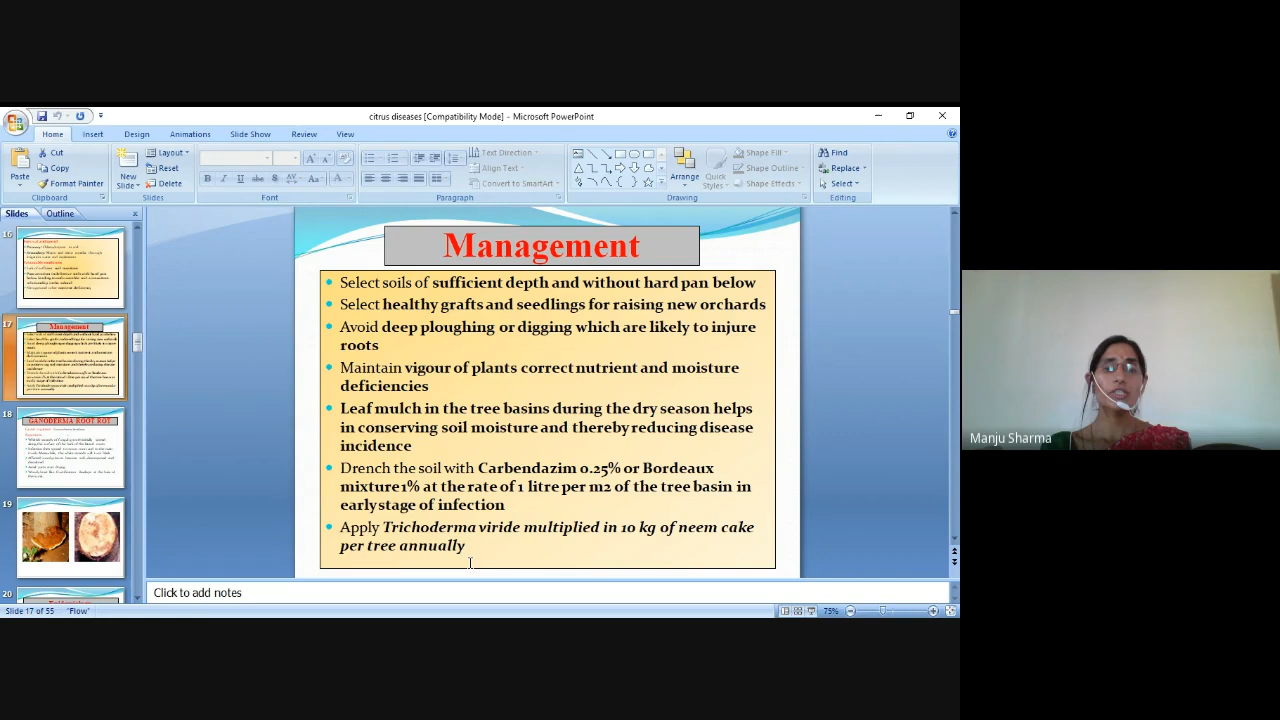 citrus diseases [Compatibility Mode] - Microsoft PowerPoint
Home Insert Design Animations Slide Show Review View
Paste
Cut
Copy
Format Painter
Clipboard
New Slide
Layout
Reset
Delete
Slides
Font
Text Direction
Align Text
Convert to SmartArt
Paragraph
Arrange
Quick Styles
Shape Fill
Shape Outline
Shape Effects
Drawing
Find
Replace
Select
Editing
Slides Outline
16
17
Management
18
GANODERMA ROOT ROT
19
20
Management
Select soils of sufficient depth and without hard pan below
Select healthy grafts and seedlings for raising new orchards
Avoid deep ploughing or digging which are likely to injure
roots
Maintain vigour of plants correct nutrient and moisture
deficiencies
Leaf mulch in the tree basins during the dry season helps
in conserving soil moisture and thereby reducing disease
incidence
Drench the soil with Carbendazim 0.25% or Bordeaux
mixture1% at the rate of 1 litre per m2 of the tree basin in
early stage of infection
Apply Trichoderma viride multiplied in 10 kg of neem cake
per tree annually
Click to add notes
Slide 17 of 55 "Flow" 75%
Manju Sharma